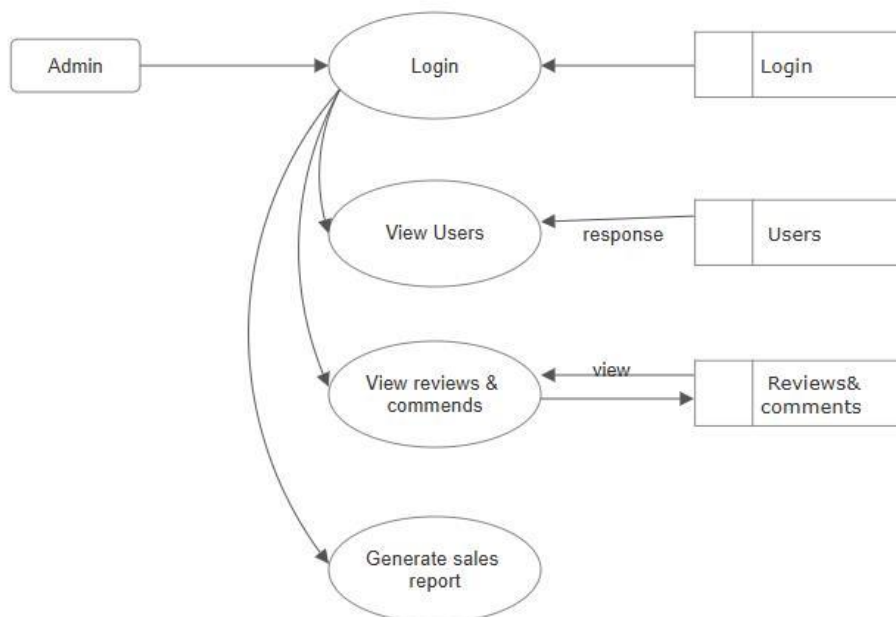 Admin
Login
Login
View Users
response
Users
View reviews &
commends
view
Reviews&
comments
Generate sales
report